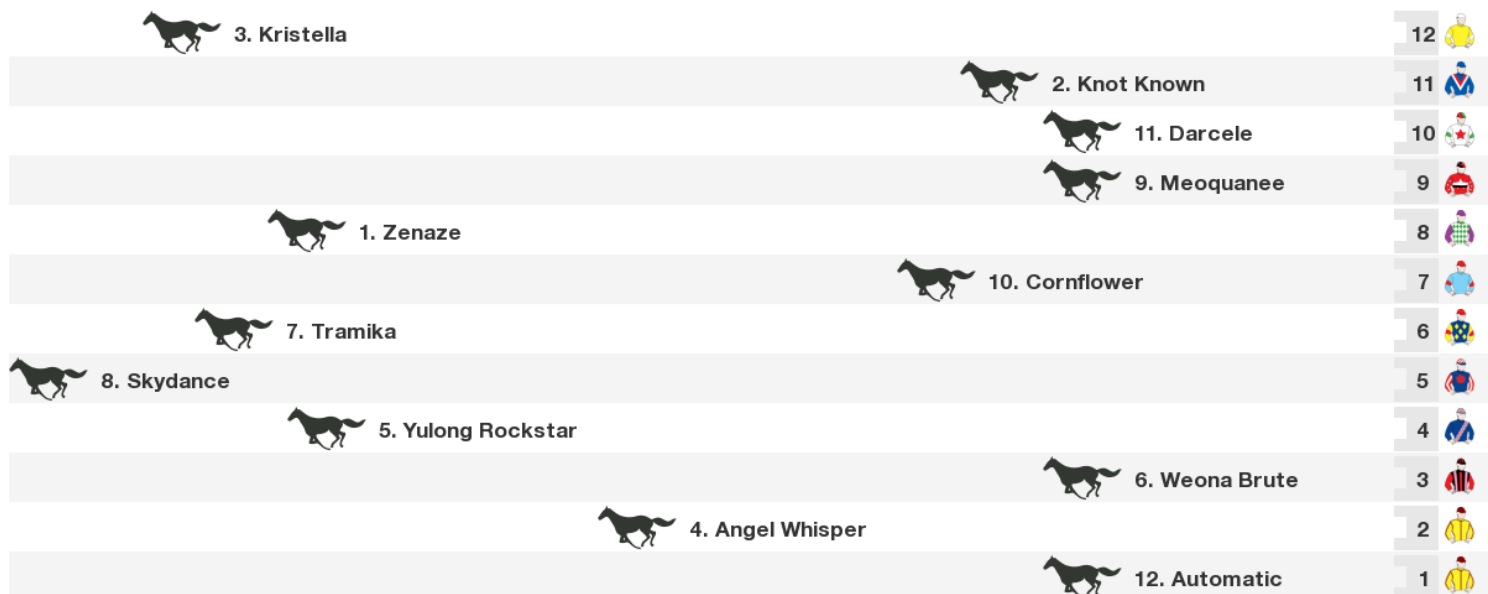 3. Kristella 12
2. Knot Known 11
11. Darcele 10
9. Meoquanee 9
1. Zenaze 8
10. Cornflower 7
7. Tramika 6
8. Skydance 5
5. Yulong Rockstar 4
6. Weona Brute 3
4. Angel Whisper 2
12. Automatic 1